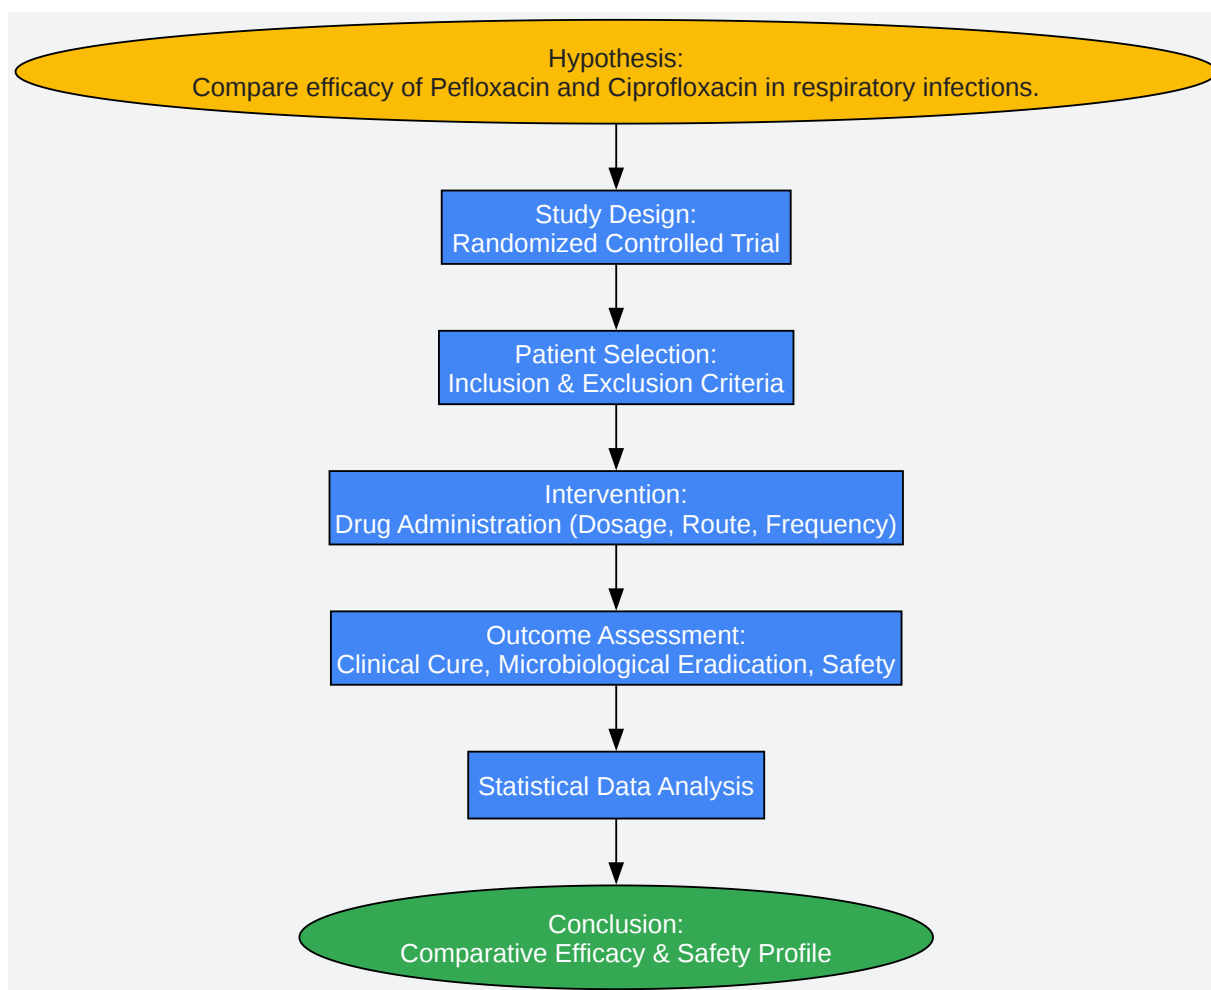 Hypothesis:
Compare efficacy of Pefloxacin and Ciprofloxacin in respiratory infections.
Study Design:
Randomized Controlled Trial
Patient Selection:
Inclusion & Exclusion Criteria
Intervention:
Drug Administration (Dosage, Route, Frequency)
Outcome Assessment:
Clinical Cure, Microbiological Eradication, Safety
Statistical Data Analysis
Conclusion:
Comparative Efficacy & Safety Profile